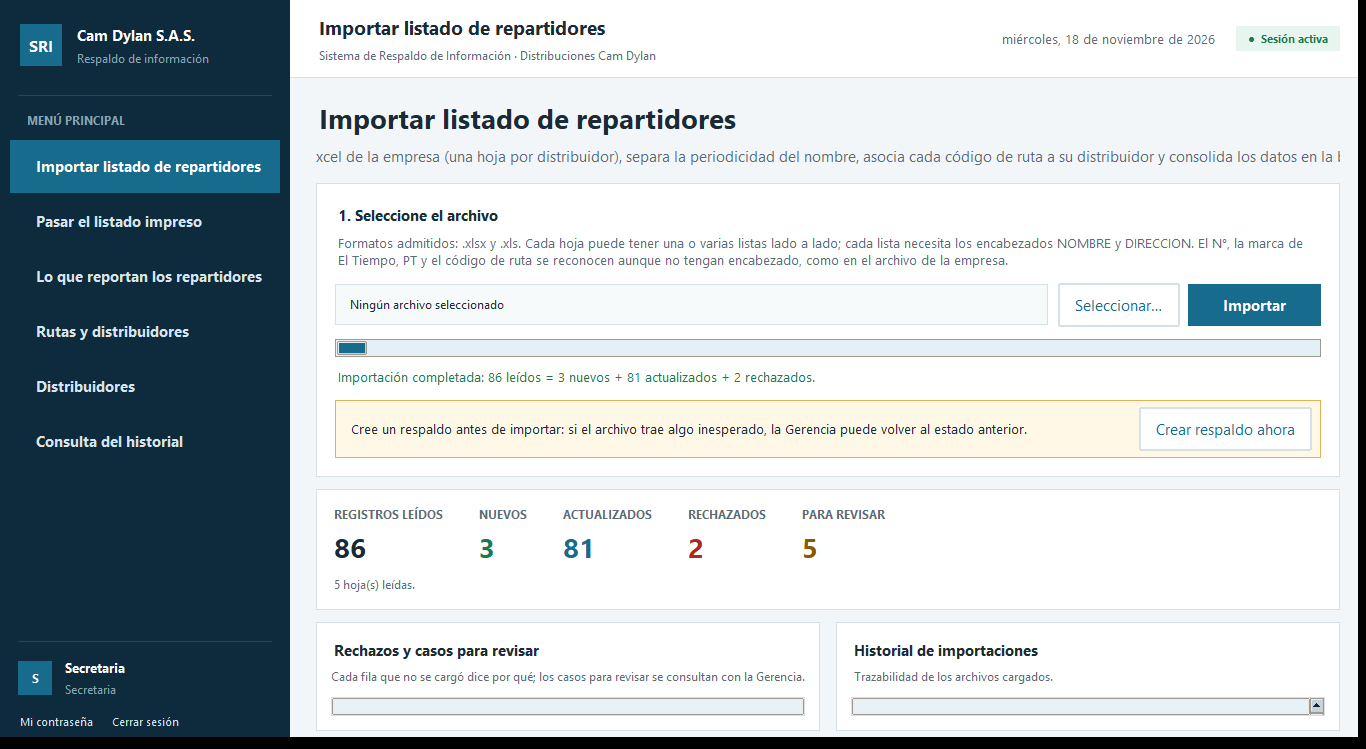 SRI
Cam Dylan S.A.S.
Respaldo de información
MENÚ PRINCIPAL
Importar listado de repartidores
Pasar el listado impreso
Lo que reportan los repartidores
Rutas y distribuidores
Distribuidores
Consulta del historial
S
Secretaria
Secretaria
Mi contraseña Cerrar sesión
Importar listado de repartidores
Sistema de Respaldo de Información · Distribuciones Cam Dylan
miércoles, 18 de noviembre de 2026
● Sesión activa
Importar listado de repartidores
xcel de la empresa (una hoja por distribuidor), separa la periodicidad del nombre, asocia cada código de ruta a su distribuidor y consolida los datos en la
1. Seleccione el archivo
Formatos admitidos: .xlsx y .xls. Cada hoja puede tener una o varias listas lado a lado; cada lista necesita los encabezados NOMBRE y DIRECCION. El N°, la marca de
El Tiempo, PT y el código de ruta se reconocen aunque no tengan encabezado, como en el archivo de la empresa.
Ningún archivo seleccionado
Seleccionar...
Importar
Importación completada: 86 leídos = 3 nuevos + 81 actualizados + 2 rechazados.
Cree un respaldo antes de importar: si el archivo trae algo inesperado, la Gerencia puede volver al estado anterior.
Crear respaldo ahora
REGISTROS LEÍDOS NUEVOS ACTUALIZADOS RECHAZADOS PARA REVISAR
86 3 81 2 5
5 hoja(s) leídas.
Rechazos y casos para revisar
Cada fila que no se cargó dice por qué; los casos para revisar se consultan con la Gerencia.
Historial de importaciones
Trazabilidad de los archivos cargados.